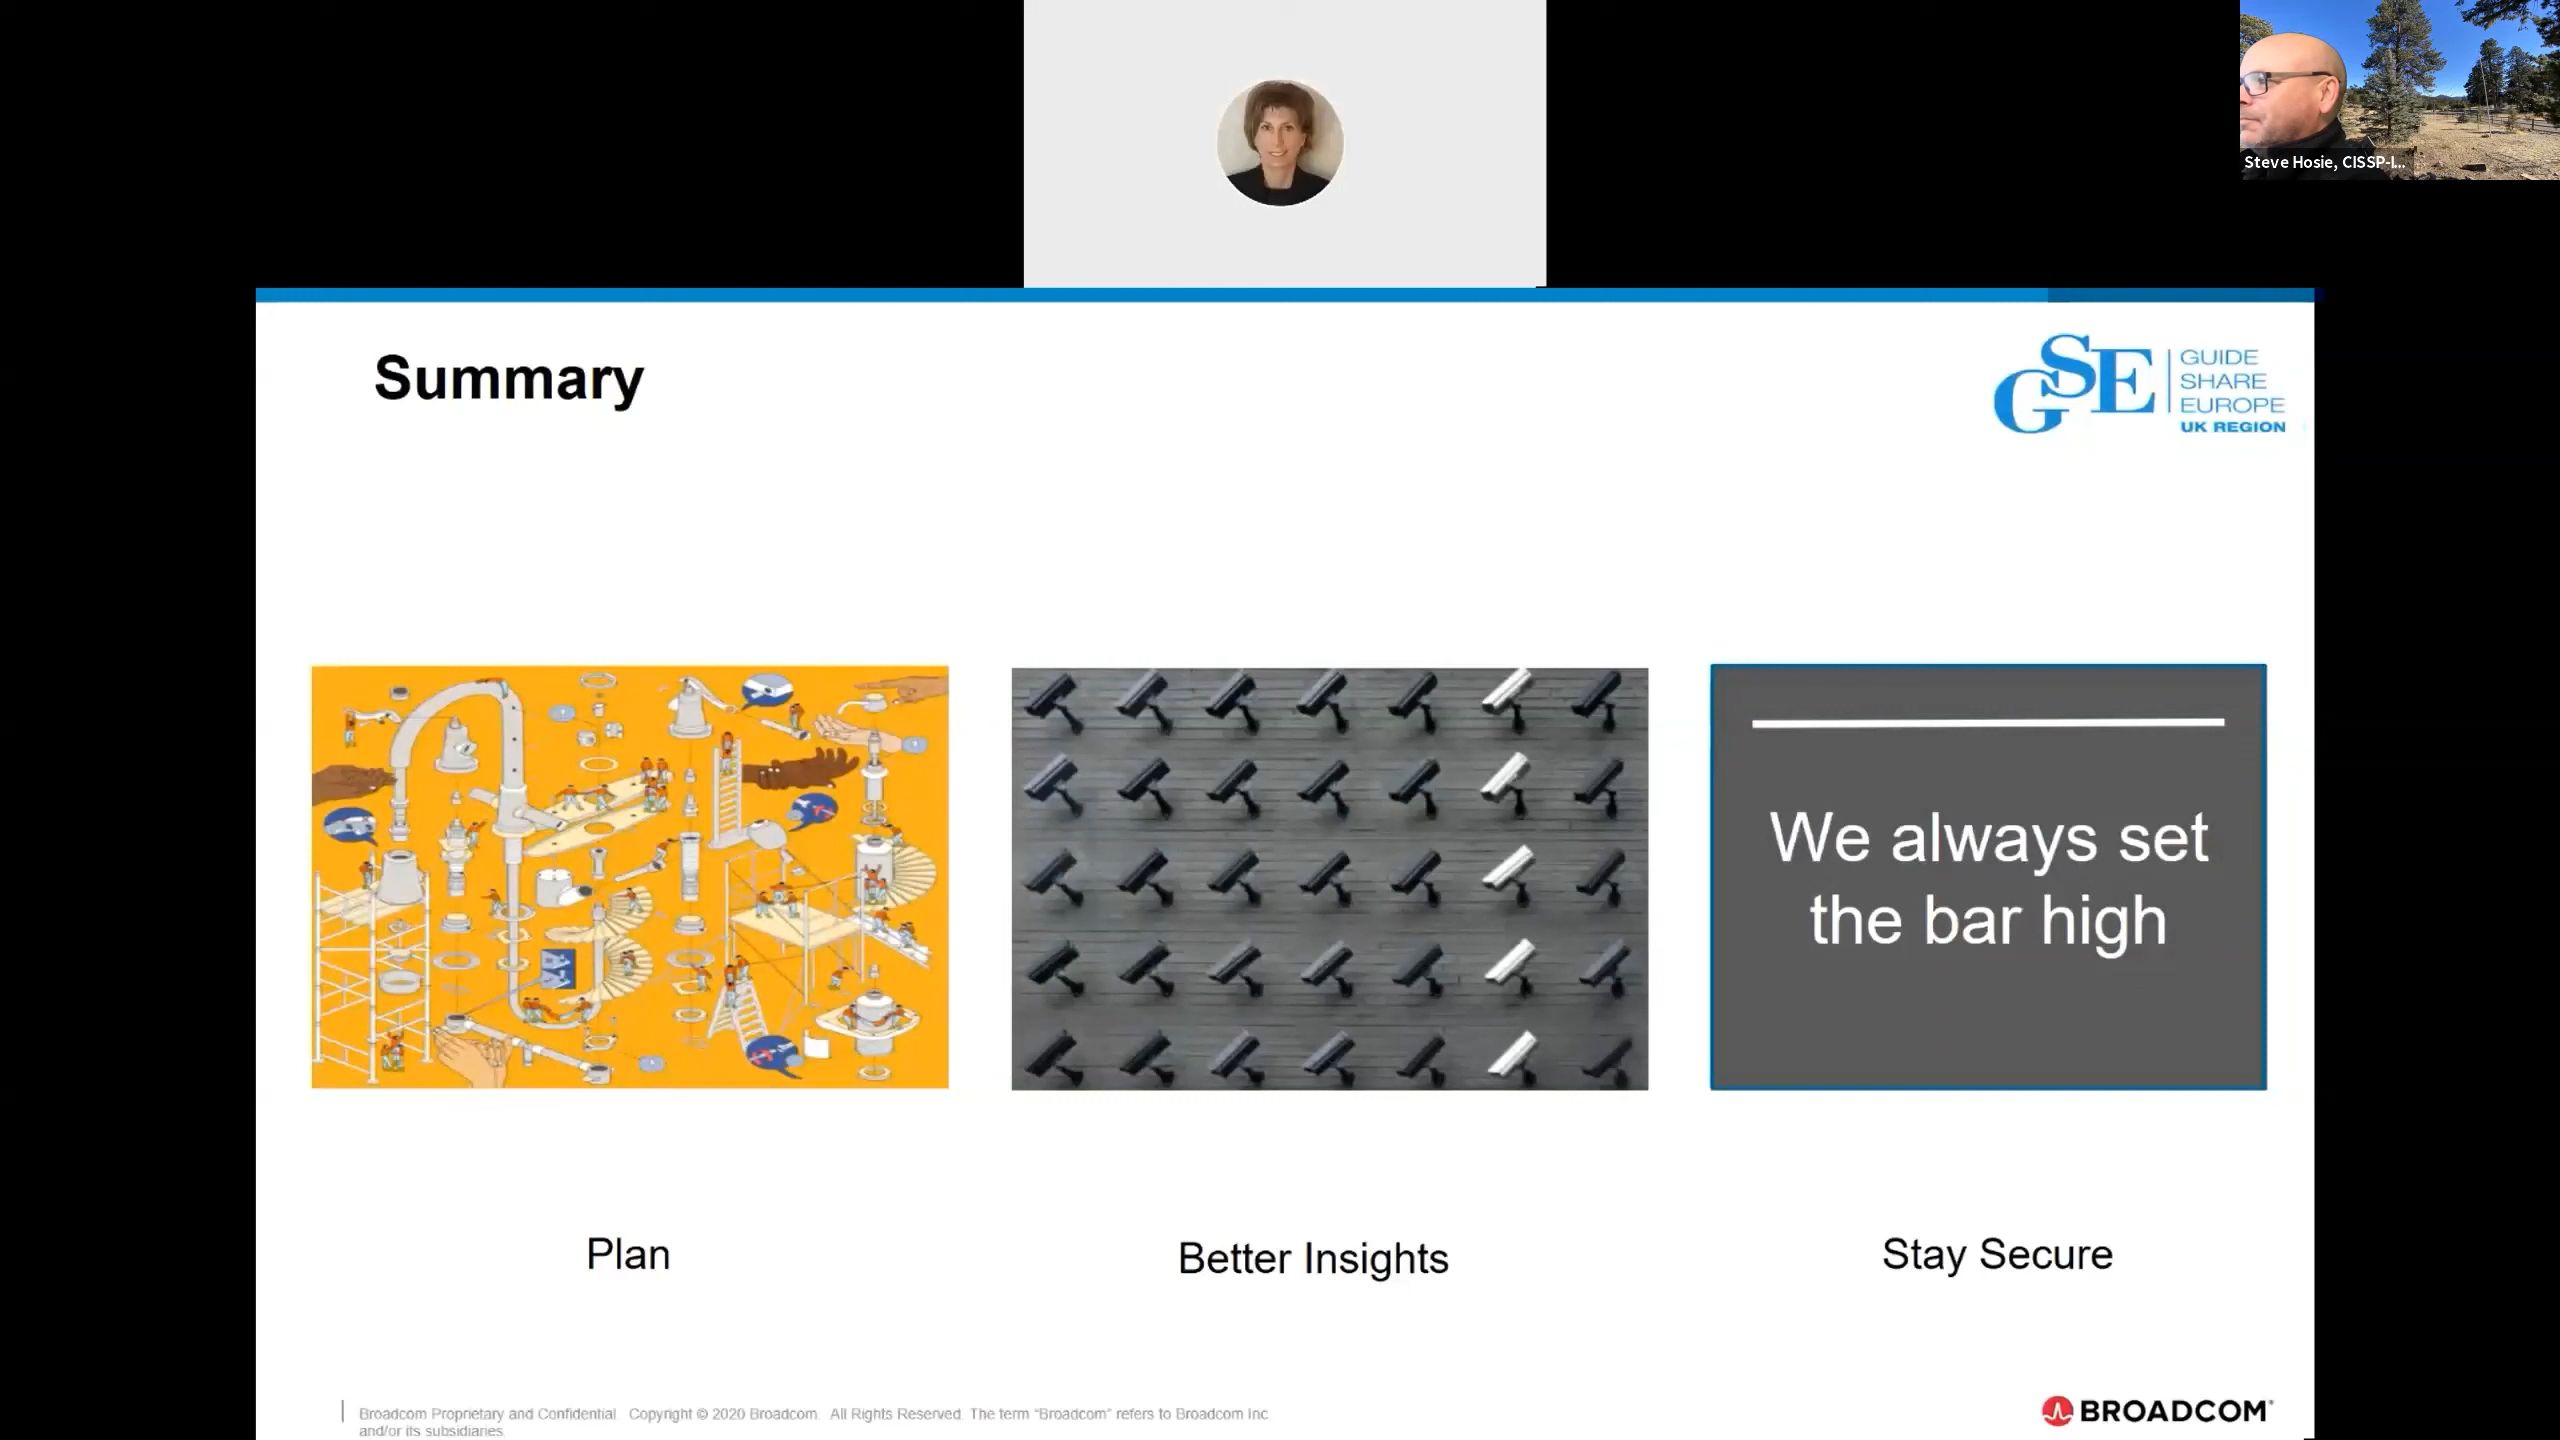 Steve Hosie, CISSP-I...
Summary
GSE
GUIDE
SHARE
EUROPE
UK REGION
We always set
the bar high
Plan
Better Insights
Stay Secure
Broadcom Proprietary and Confidential. Copyright © 2020 Broadcom. All Rights Reserved. The term “Broadcom” refers to Broadcom Inc.
and/or its subsidiaries.
BROADCOM®